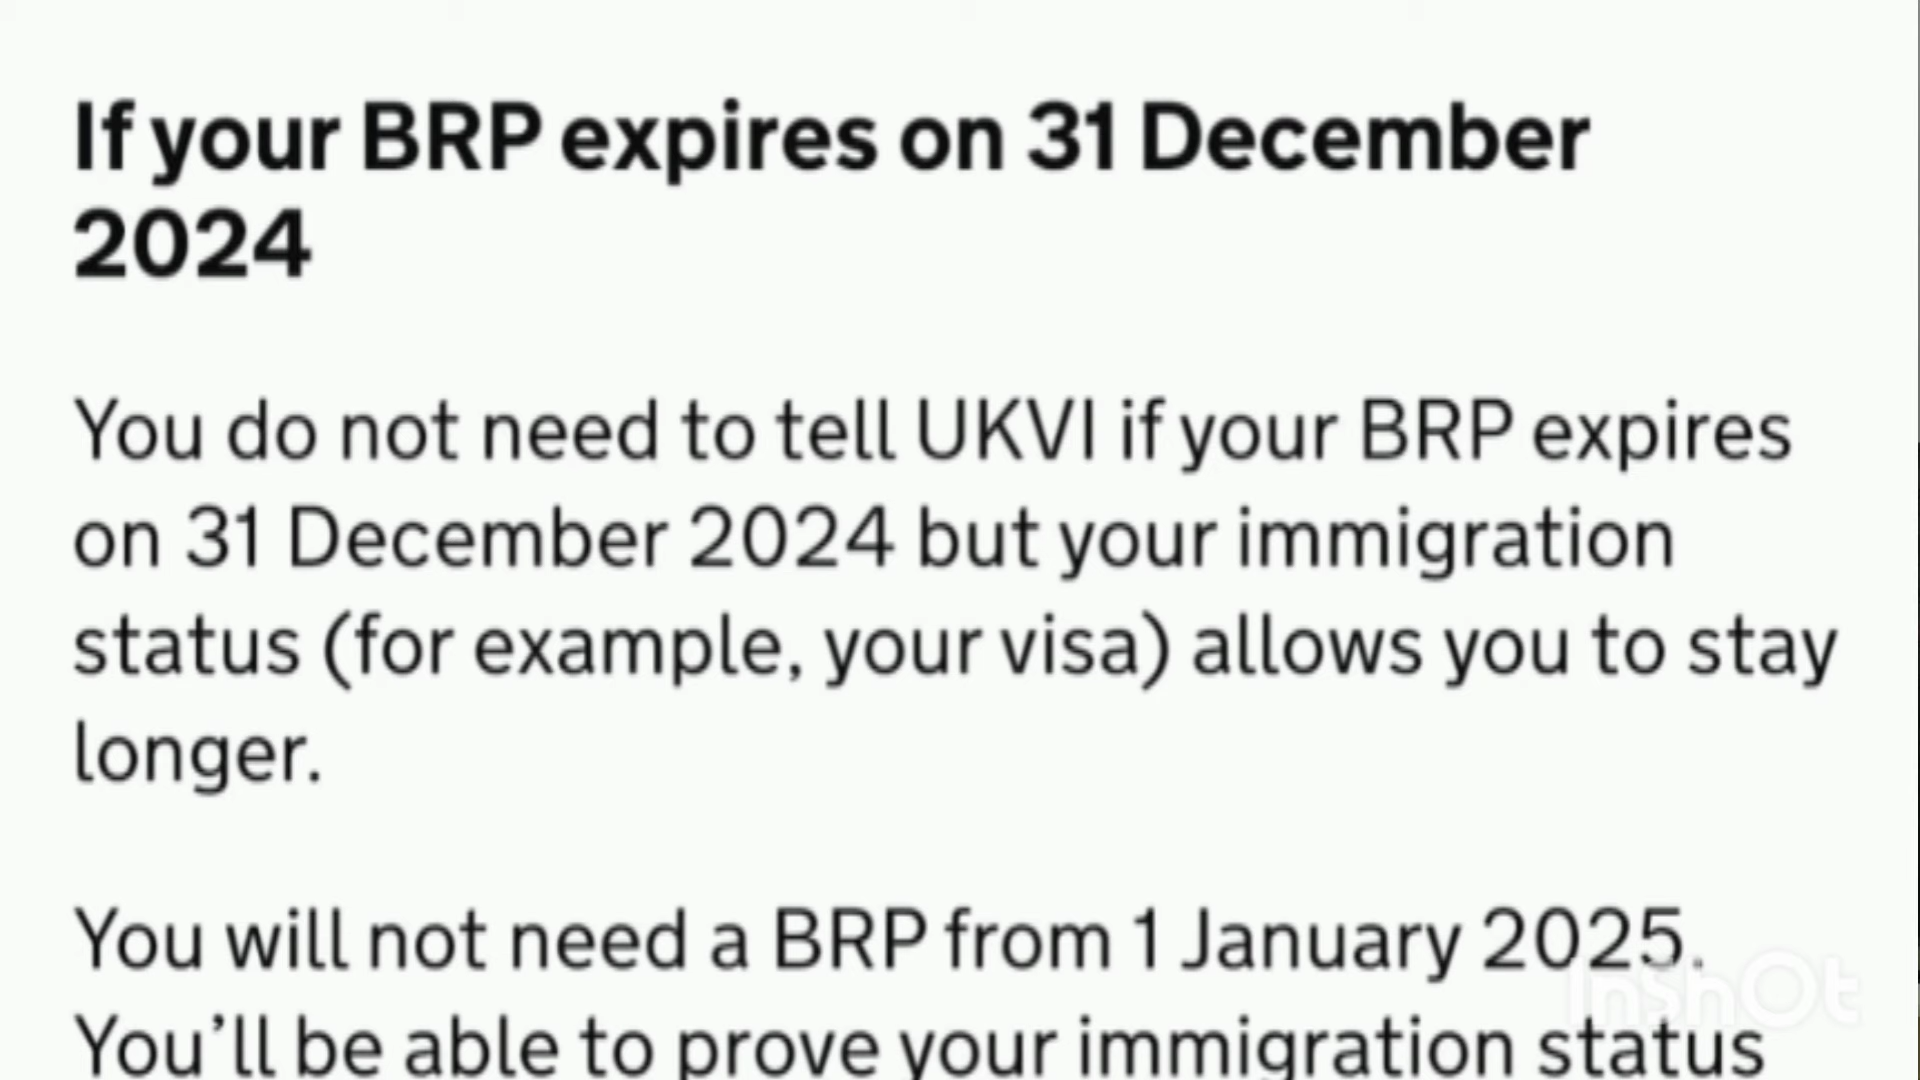 If your BRP expires on 31 December
2024
You do not need to tell UKVI if your BRP expires
on 31 December 2024 but your immigration
status (for example, your visa) allows you to stay
longer.
You will not need a BRP from 1 January 2025.
You’ll be able to prove your immigration status
InShOt